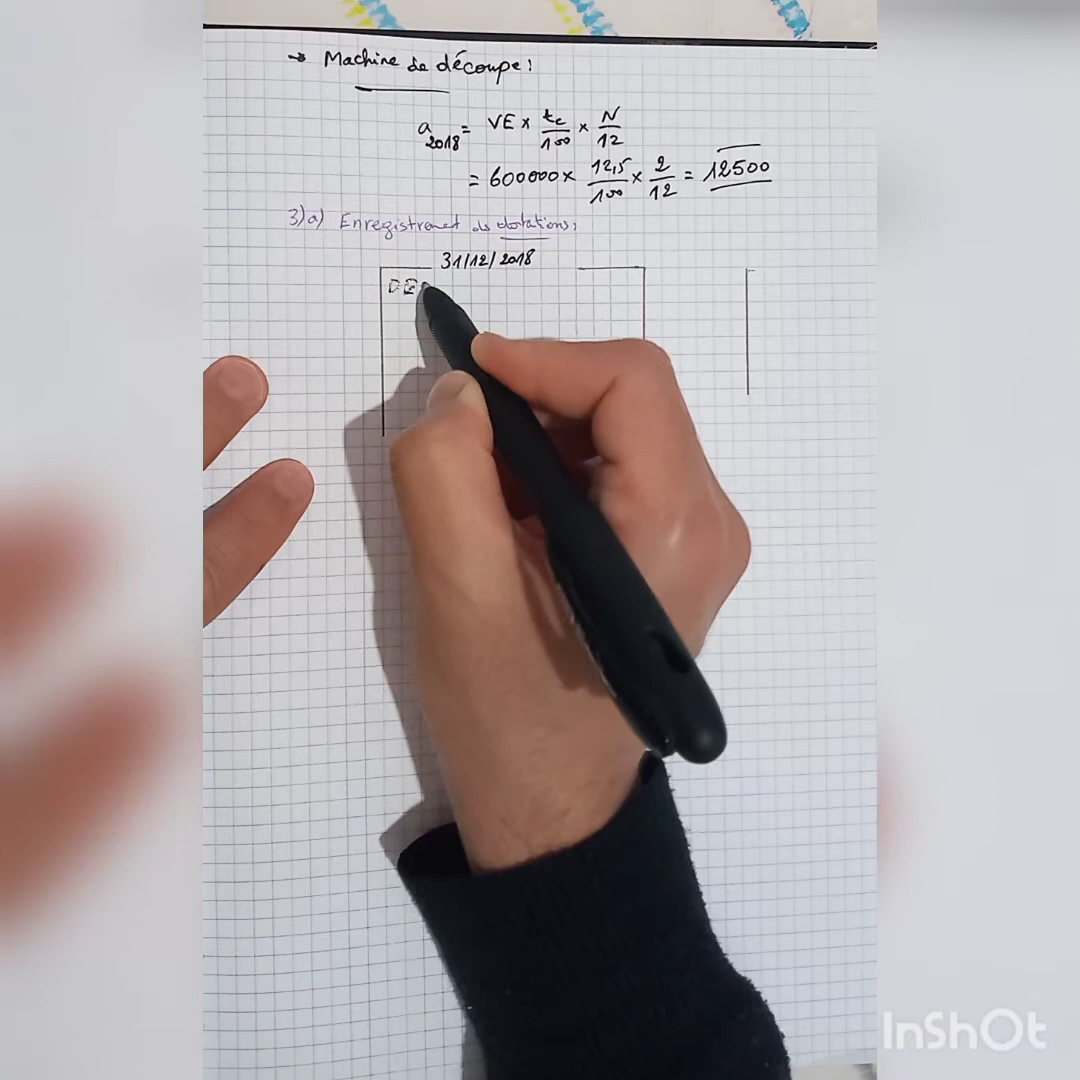 → Machine de découpe:
a2018 = VE × tc/100 × N/12
= 600000 × 12,5/100 × 2/12 = 12500
3)a) Enregistrement des dotations:
31/12/2018
DE
InShOt